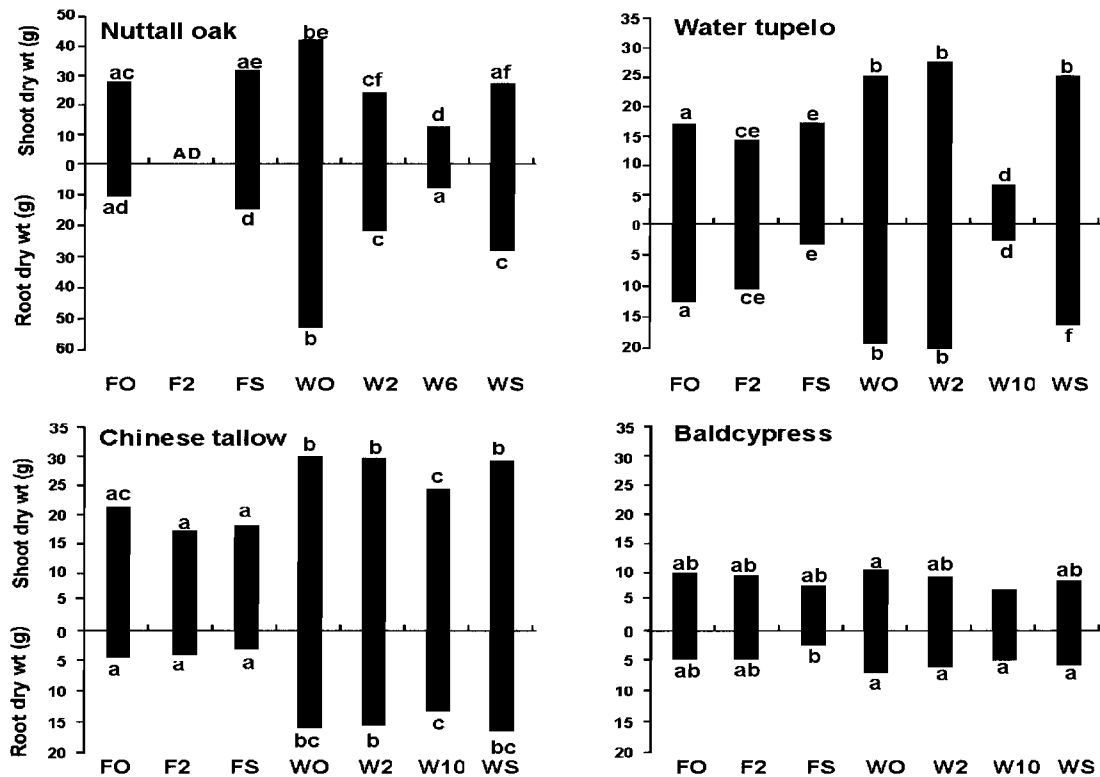 Nuttall oak
Shoot dry wt (g)
Root dry wt (g)
50
40
30
20
10
0
10
20
30
40
50
60
ac
AD
ae
be
cf
d
af
ad
d
b
c
a
c
FO F2 FS WO W2 W6 WS
Water tupelo
35
30
25
20
15
10
5
0
5
10
15
20
a
ce
e
b
b
d
b
a
ce
e
b
b
d
f
FO F2 FS WO W2 W10 WS
Chinese tallow
Shoot dry wt (g)
Root dry wt (g)
35
30
25
20
15
10
5
0
5
10
15
20
ac
a
a
b
b
c
b
a
a
a
bc
b
c
bc
FO F2 FS WO W2 W10 WS
Baldcypress
35
30
25
20
15
10
5
0
5
10
15
20
ab
ab
ab
a
ab
ab
ab
ab
b
a
a
a
a
FO F2 FS WO W2 W10 WS